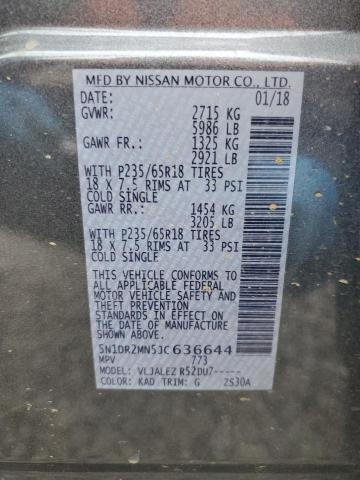 MFD BY NISSAN MOTOR CO., LTD.
DATE: 01/18
GVWR: 2715 KG
5986 LB
GAWR FR.: 1325 KG
2921 LB
WITH P235/65R18 TIRES
18 X 7.5 RIMS AT 33 PSI
COLD SINGLE
GAWR RR.: 1454 KG
3205 LB
WITH P235/65R18 TIRES
18 X 7.5 RIMS AT 33 PSI
COLD SINGLE
THIS VEHICLE CONFORMS TO
ALL APPLICABLE FEDERAL
MOTOR VEHICLE SAFETY
AND THEFT PREVENTION
STANDARDS IN EFFECT ON
THE DATE OF MANUFACTURE
SHOWN ABOVE.
5N1DR2MN5JC636644
MPV 773
MODEL: VLJALEZ R52DU7-----
COLOR: KAD TRIM: G ZS30A